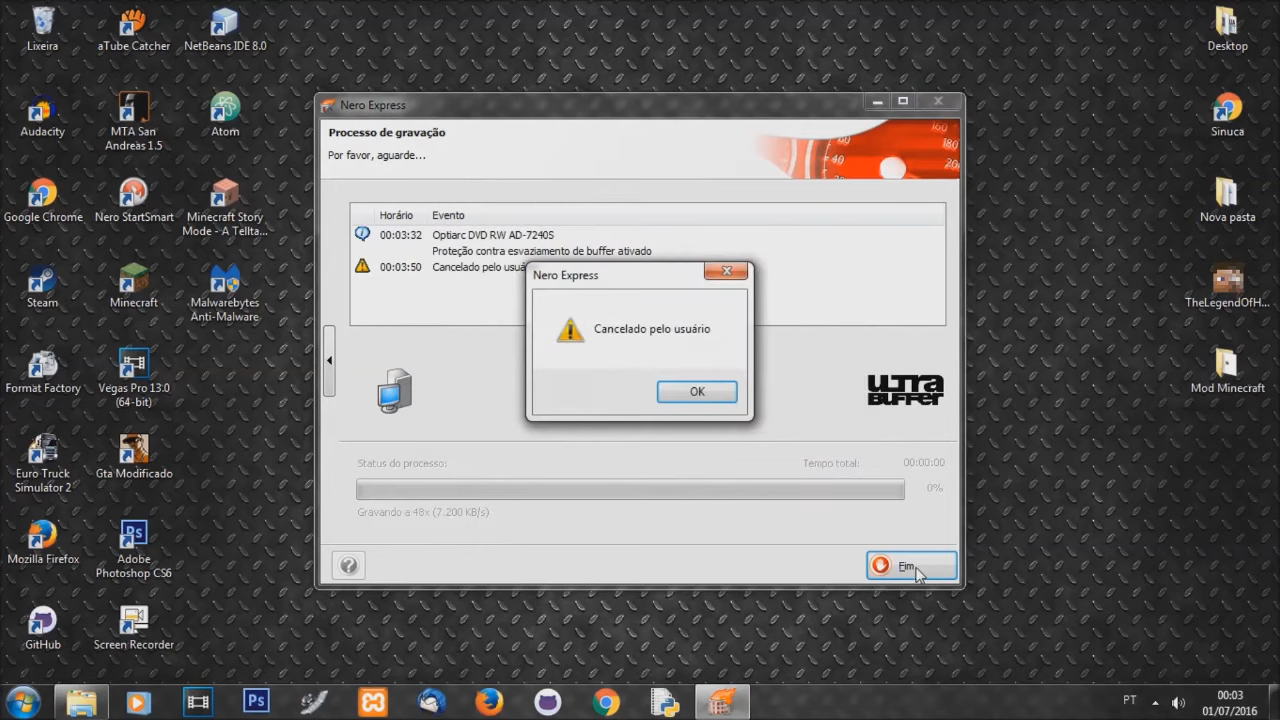 Lixeira
aTube Catcher
NetBeans IDE 8.0
Desktop
Audacity
MTA San
Andreas 1.5
Atom
Sinuca
Google Chrome
Nero StartSmart
Minecraft Story
Mode - A Tellta...
Nova pasta
Steam
Minecraft
Malwarebytes
Anti-Malware
TheLegendOfH...
Format Factory
Vegas Pro 13.0
(64-bit)
Mod Minecraft
Euro Truck
Simulator 2
Gta Modificado
Mozilla Firefox
Ps
Adobe
Photoshop CS6
GitHub
Screen Recorder
Nero Express
Processo de gravação
Por favor, aguarde...
40
60
160
180
Horário Evento
00:03:32 Optiarc DVD RW AD-7240S
Proteção contra esvaziamento de buffer ativado
00:03:50 Cancelado pelo
Nero Express
Cancelado pelo usuário
OK
ULTRA
BUFFER
Status do processo:
Tempo total: 00:00:00
0%
Gravando a 48x (7.200 KB/s)
Fim
Ps
PT
00:03
01/07/2016